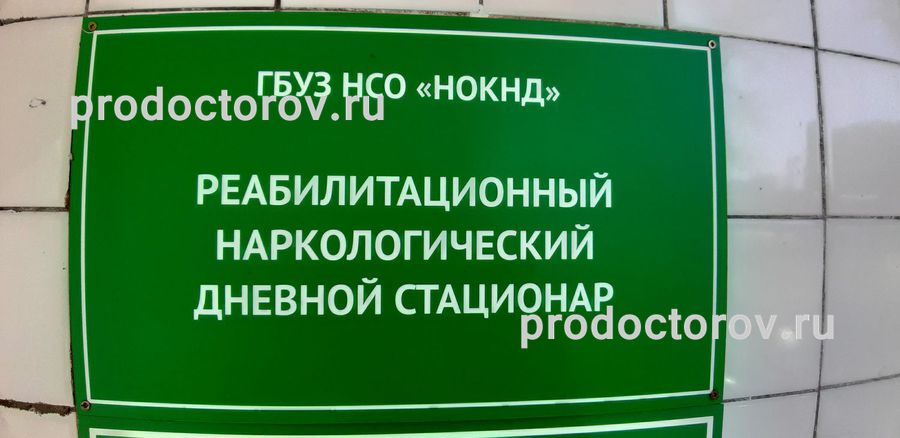 ГБУЗ НСО «НОКНД»
prodoctorov.ru
РЕАБИЛИТАЦИОННЫЙ
НАРКОЛОГИЧЕСКИЙ
ДНЕВНОЙ СТАЦИОНАР
prodoctorov.ru